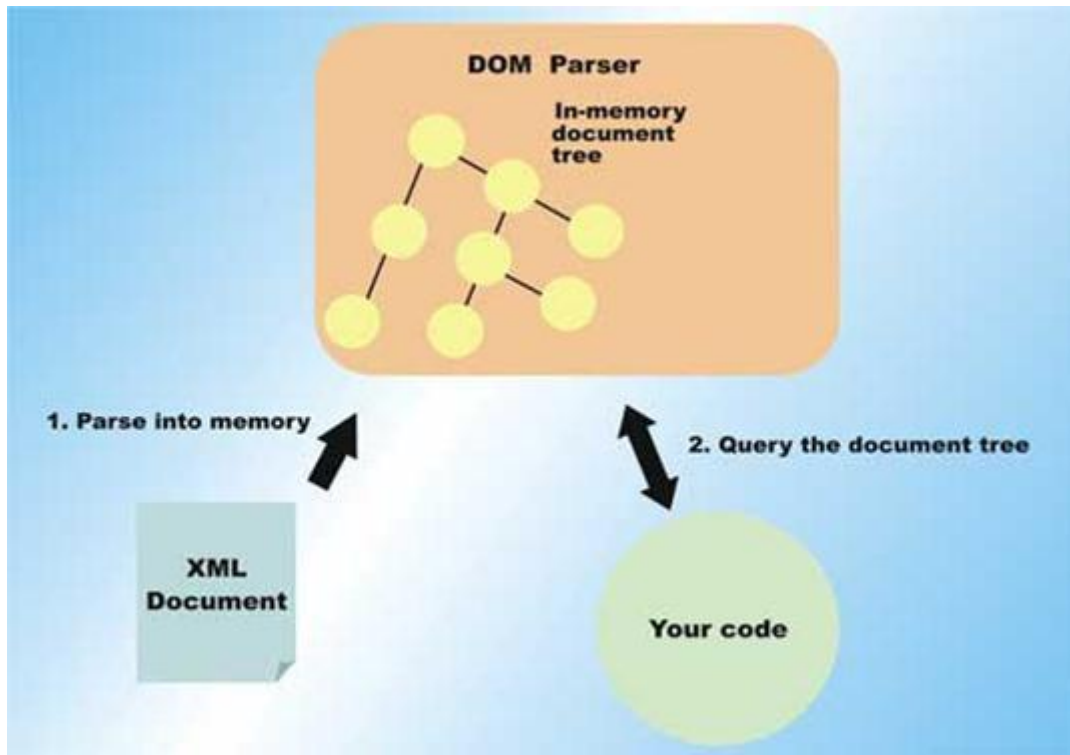 DOM Parser
In-memory
document
tree
1. Parse into memory
2. Query the document tree
XML
Document
Your code